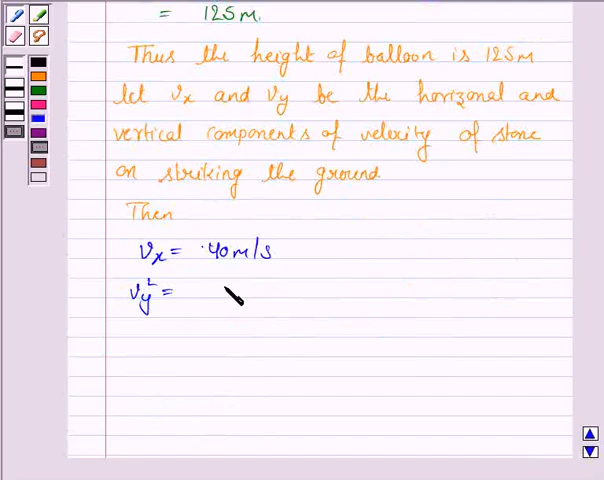 = 125m.
Thus the height of balloon is 125m
let Vx and Vy be the horizonal and
vertical components of velocity of stone
on striking the ground
Then
Vx = 40m/s
Vy² =